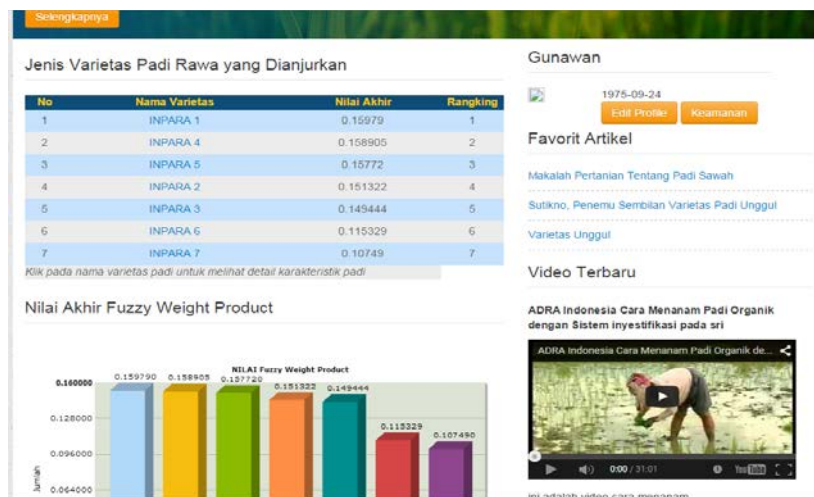 Selengkapnya
Jenis Varietas Padi Rawa yang Dianjurkan
No Nama Varietas Nilai Akhir Rangking
1 INPARA 1 0.15979 1
2 INPARA 4 0.158905 2
3 INPARA 5 0.15772 3
4 INPARA 2 0.151322 4
5 INPARA 3 0.149444 5
6 INPARA 6 0.115329 6
7 INPARA 7 0.10749 7
Klik pada nama varietas padi untuk melihat detail karakteristik padi
Nilai Akhir Fuzzy Weight Product
NILAI Fuzzy Weight Product
0.159790 0.158905 0.157720 0.151322 0.149444 0.115329 0.107490
0.160000
0.128000
0.096000
0.064000
Jumlah
Gunawan
1975-09-24
Edit Profile Keamanan
Favorit Artikel
Makalah Pertanian Tentang Padi Sawah
Sutikno, Penemu Sembilan Varietas Padi Unggul
Varietas Unggul
Video Terbaru
ADRA Indonesia Cara Menanam Padi Organik
dengan Sistem inyestifikasi pada sri
ADRA Indonesia Cara Menanam Padi Organik de...
0:00 / 31:01 YouTube
ini adalah video cara menanam